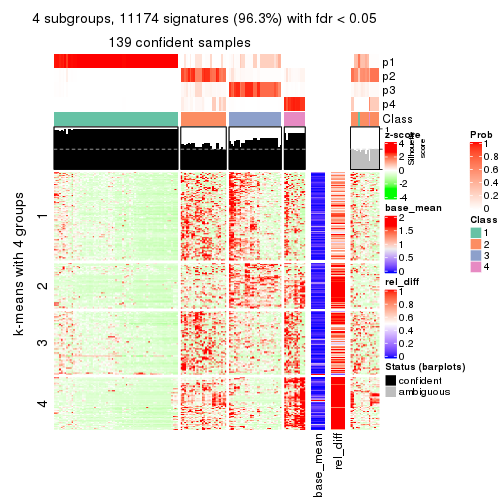 4 subgroups, 11174 signatures (96.3%) with fdr < 0.05
139 confident samples
p1
p2
p3
p4
Class
1
Silhouette
score
k-means with 4 groups
1
2
3
4
base_mean
rel_diff
z-score
4
2
0
-2
-4
base_mean
2
1.5
1
0.5
0
rel_diff
1
0.8
0.6
0.4
0.2
0
Status (barplots)
confident
ambiguous
Prob
1
0.8
0.6
0.4
0.2
0
Class
1
2
3
4